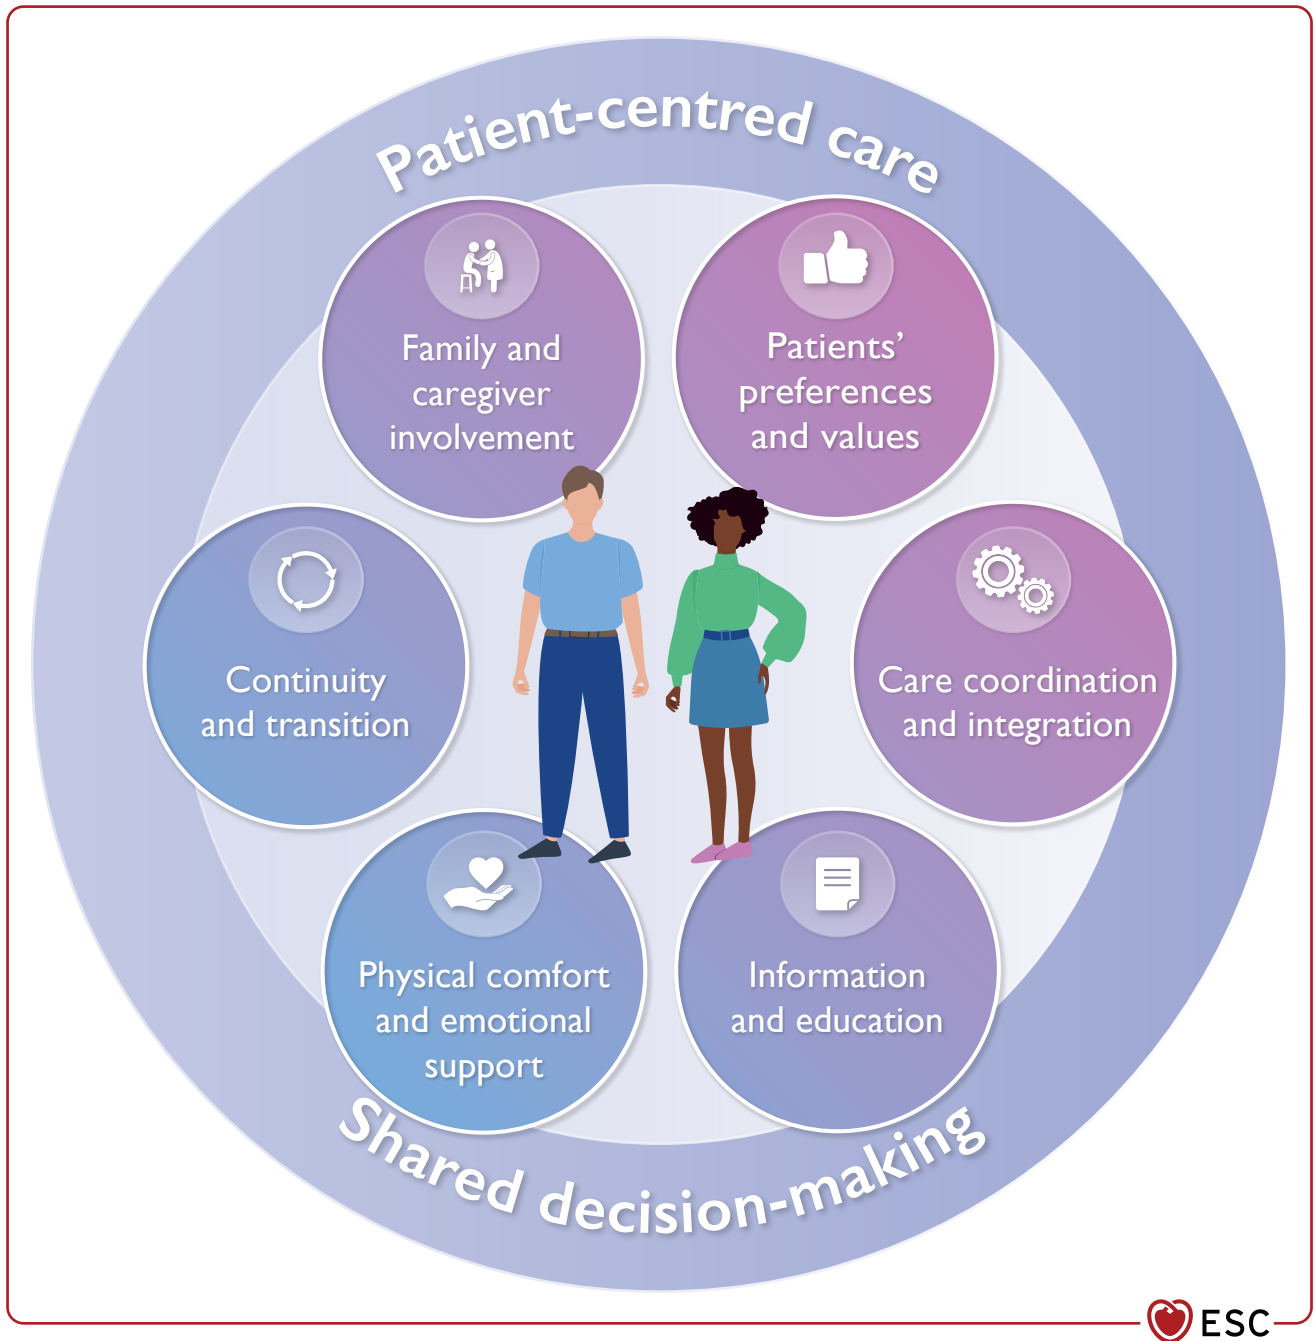 Patient-centred care
Family and
caregiver
involvement
Patients’
preferences
and values
Continuity
and transition
Care coordination
and integration
Physical comfort
and emotional
support
Information
and education
Shared decision-making
ESC